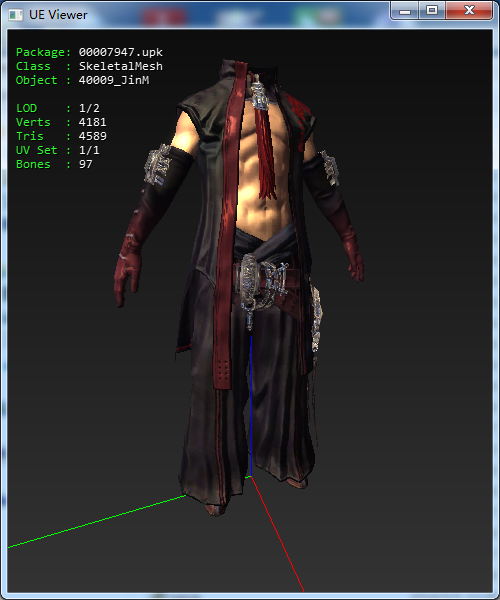 UE Viewer
Package: 00007947.upk
Class : SkeletalMesh
Object : 40009_JinM
LOD : 1/2
Verts : 4181
Tris : 4589
UV Set : 1/1
Bones : 97